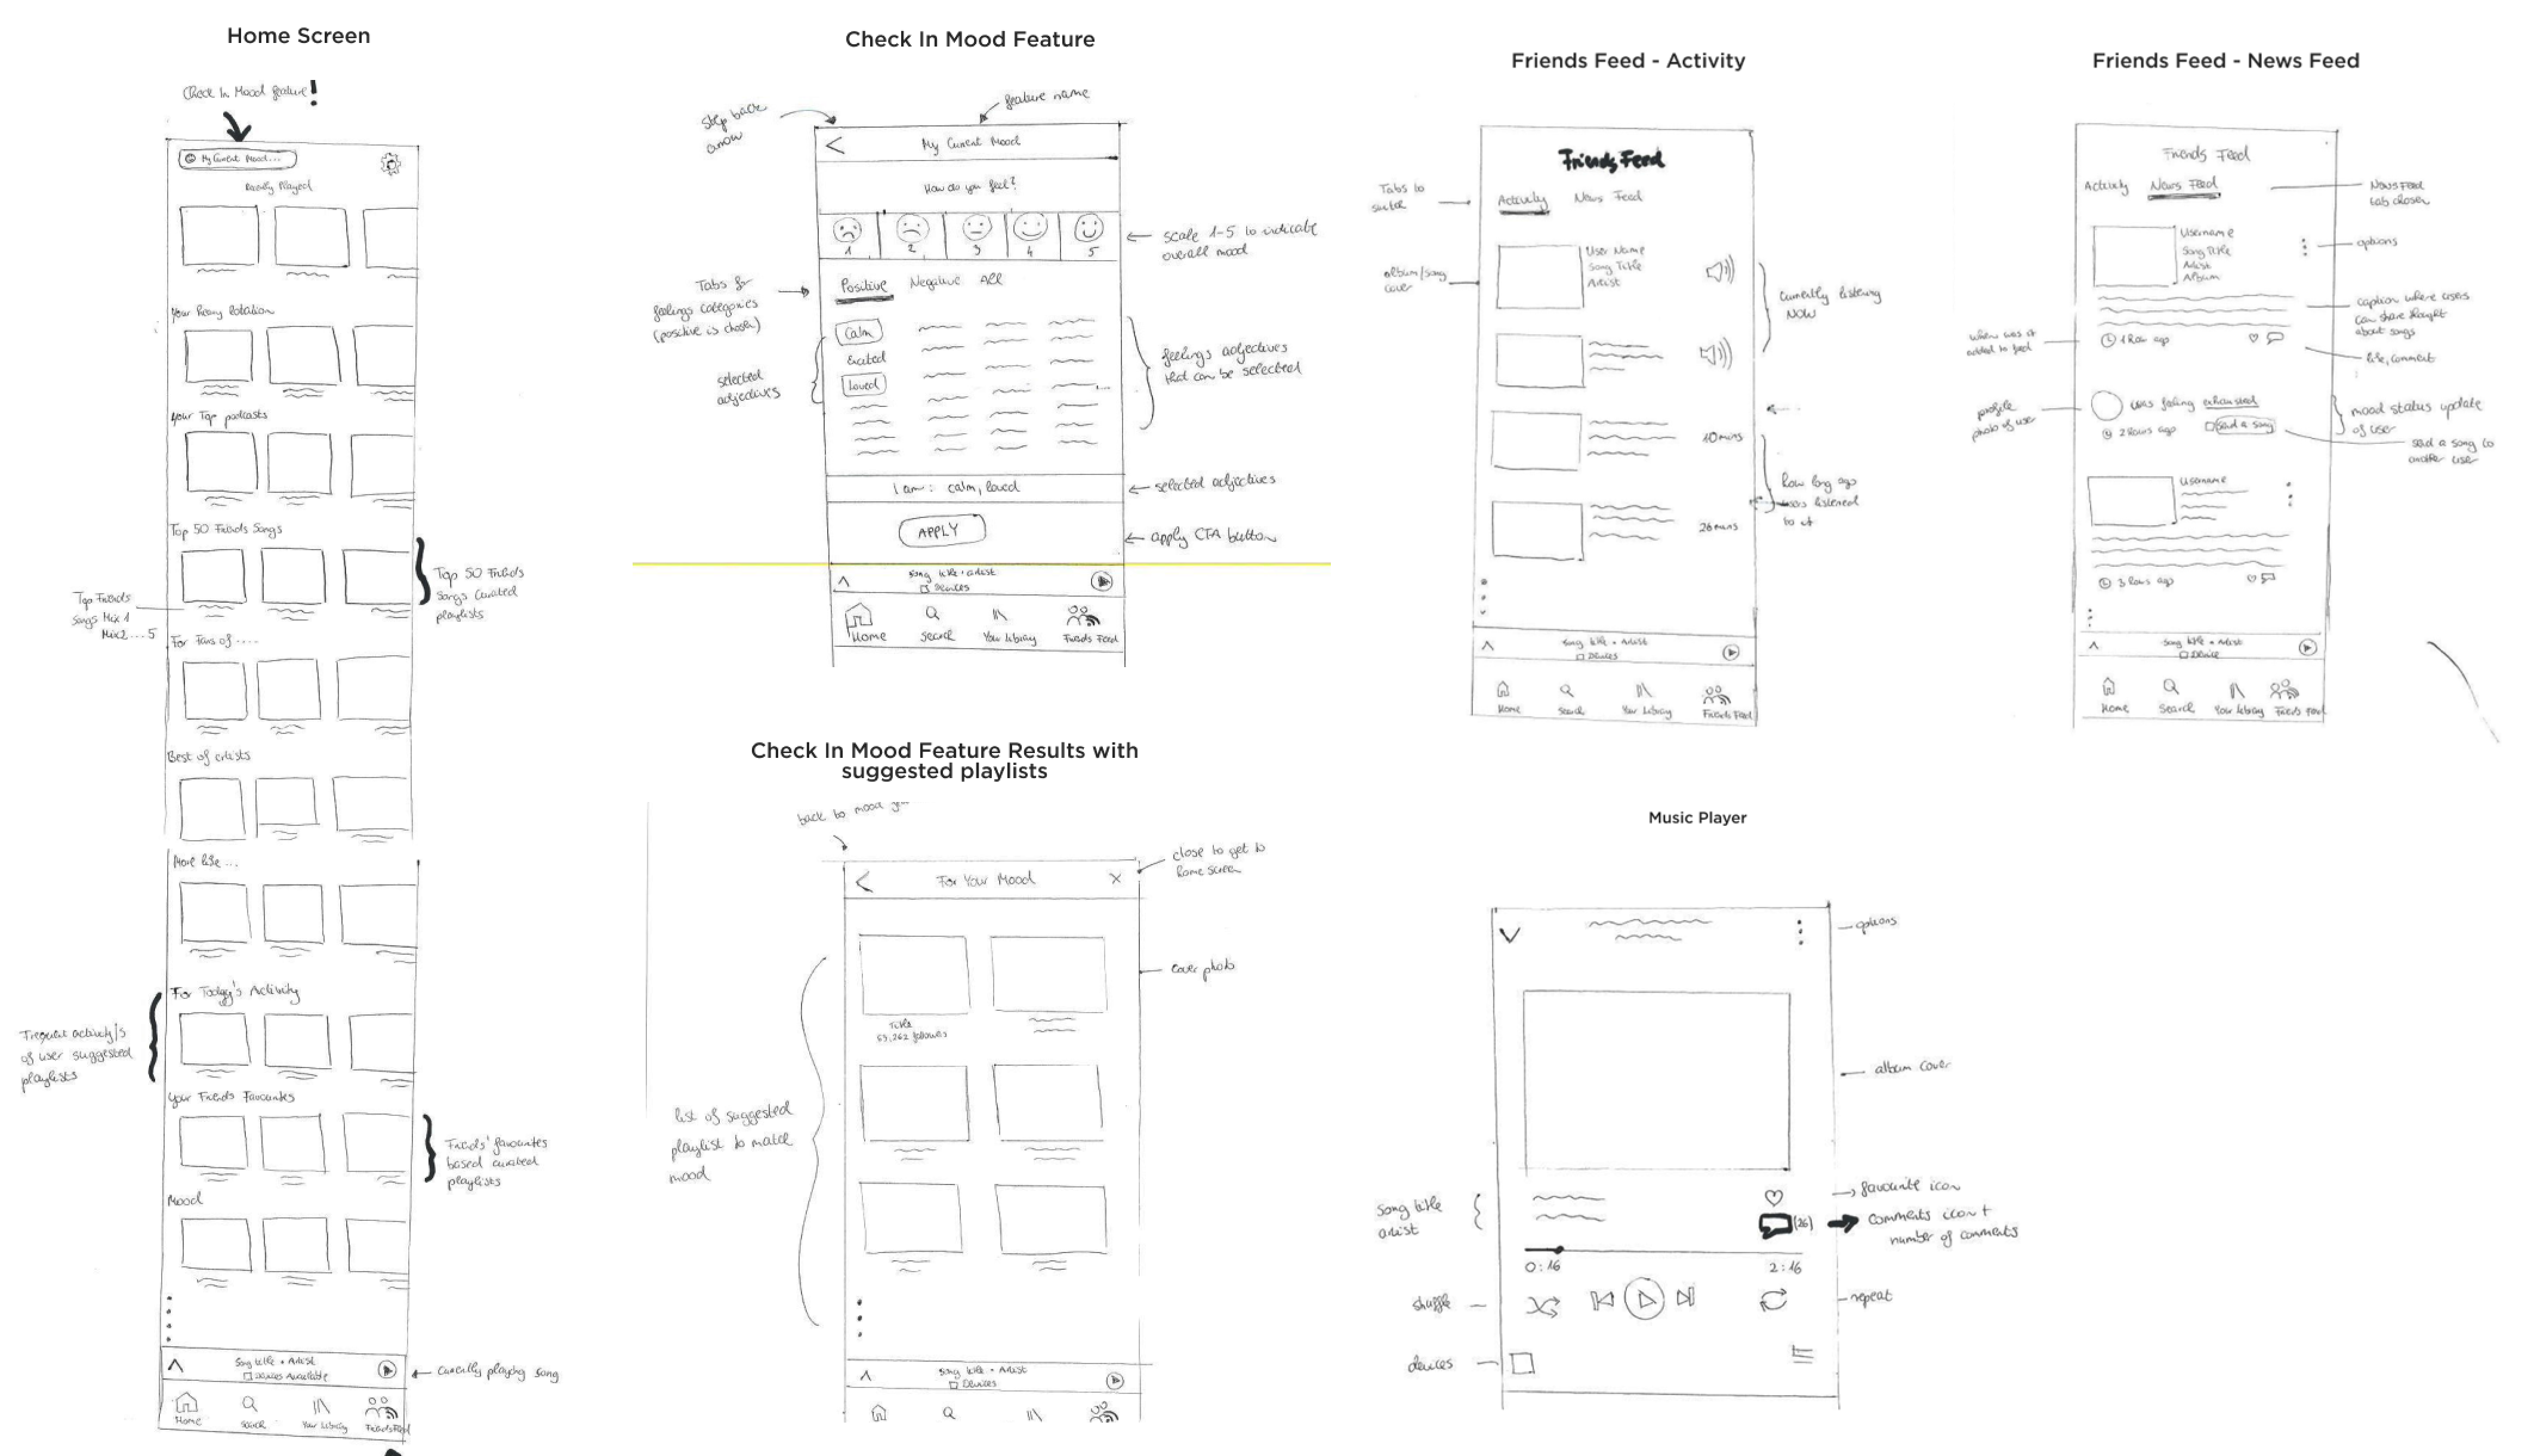 Home Screen
Check In Mood feature!
My Current Mood...
Recently Played
Your heavy Rotation
Your Top podcasts
Top 50 Friends Songs
Top 50 Friends
Songs curated
playlists
Top Friends
Songs Mix 1
Mix2...5
For Fans of ....
Best of artists
More like...
For Today's Activity
Frequent activity/s
of user suggested
playlists
Your Friends Favourites
Friends' favourites
based curated
playlists
Mood
Song title • Artist
Devices Available
Currently playing song
Home
Search
Your Library
Friends Feed
Check In Mood Feature
Step back
arrow
feature name
My Current Mood
How do you feel?
1
2
3
4
5
scale 1-5 to indicate
overall mood
Tabs for
feelings categories
(positive is chosen)
Positive
Negative
All
Calm
Excited
Loved
selected
adjectives
feelings adjectives
that can be selected
I am: calm, loved
selected adjectives
APPLY
apply CTA button
Song title • artist
Devices
Home
Search
Your Library
Friends Feed
Check In Mood Feature Results with
suggested playlists
back to mood
close to get to
home screen
For Your Mood
X
cover photo
Title
53,262 followers
list of suggested
playlist to match
mood
Song title • Artist
Devices
Friends Feed - Activity
Friends Feed
Tabs to
switch
Activity
News Feed
album/song
cover
User Name
Song Title
Artist
currently listening
NOW
10 mins
how long ago
users listened
to it
26 mins
Song title • Artist
Devices
Home
Search
Your Library
Friends Feed
Friends Feed - News Feed
Friends Feed
Activity
News Feed
News Feed
tab chosen
Username
Song Title
Artist
Album
options
caption where users
can share thought
about songs
when was it
added to feed
1 hour ago
like, comment
profile
photo of user
was feeling exhausted
2 hours ago
Send a song
mood status update
of user
send a song to
another user
Username
3 hours ago
Song title • Artist
Device
Home
Search
Your Library
Friends Feed
Music Player
options
album cover
Song title
artist
favourite icon
(26)
comments icon +
number of comments
0:16
2:16
shuffle
repeat
devices